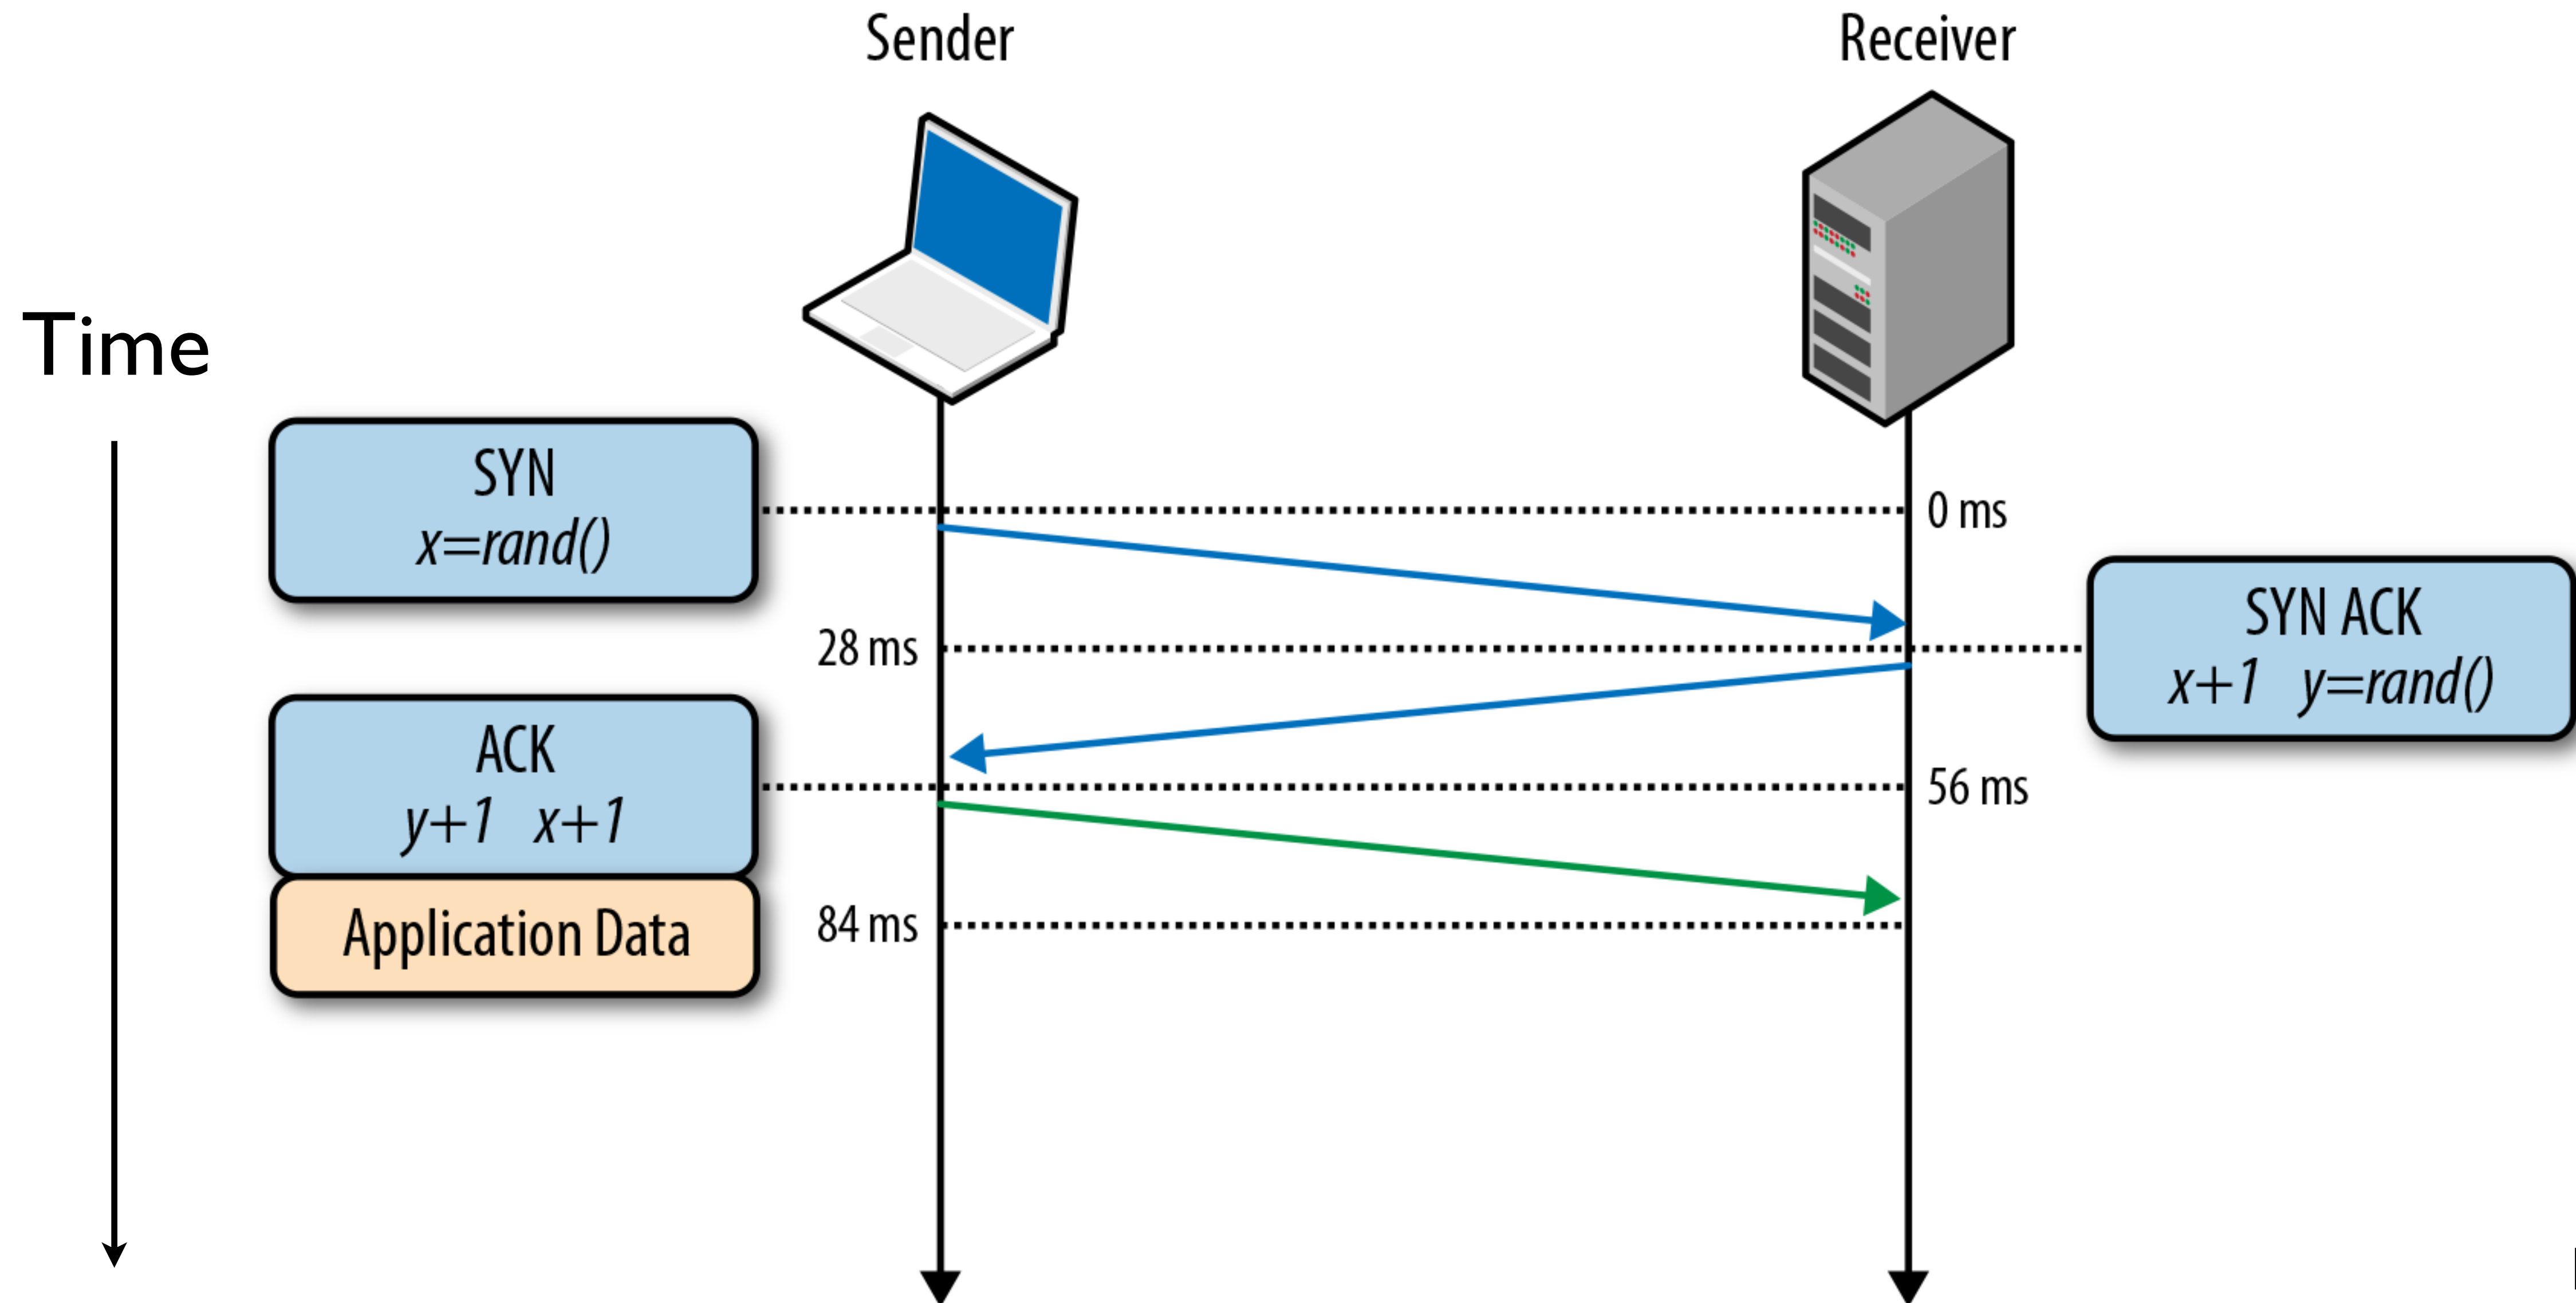 Sender
Receiver
Time
SYN
x=rand()
0 ms
SYN ACK
x+1 y=rand()
28 ms
ACK
y+1 x+1
56 ms
Application Data
84 ms